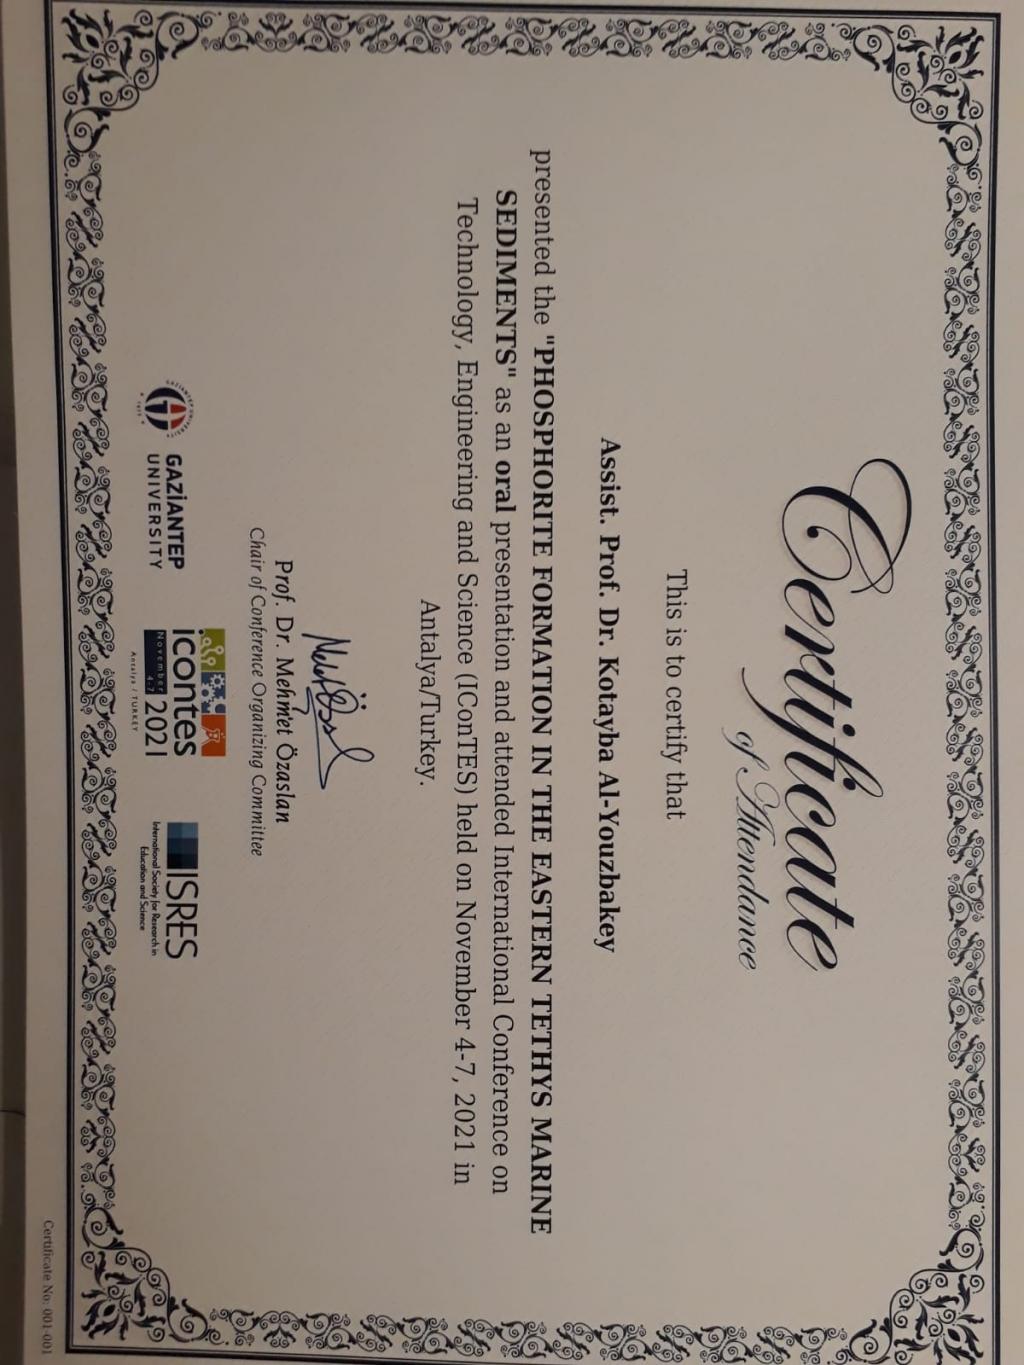 Certificate
of Attendance
This is to certify that
Assist. Prof. Dr. Kotayba Al-Youzbakey
presented the "PHOSPHORITE FORMATION IN THE EASTERN TETHYS MARINE
SEDIMENTS" as an oral presentation and attended International Conference on
Technology, Engineering and Science (IConTES) held on November 4-7, 2021 in
Antalya/Turkey.
Prof. Dr. Mehmet Özaslan
Chair of Conference Organizing Committee
GAZİANTEP
UNIVERSITY
icontes
November 4-7 2021
Antalya / TURKEY
ISRES
International Society for Research in
Education and Science
Certificate No: 001-001